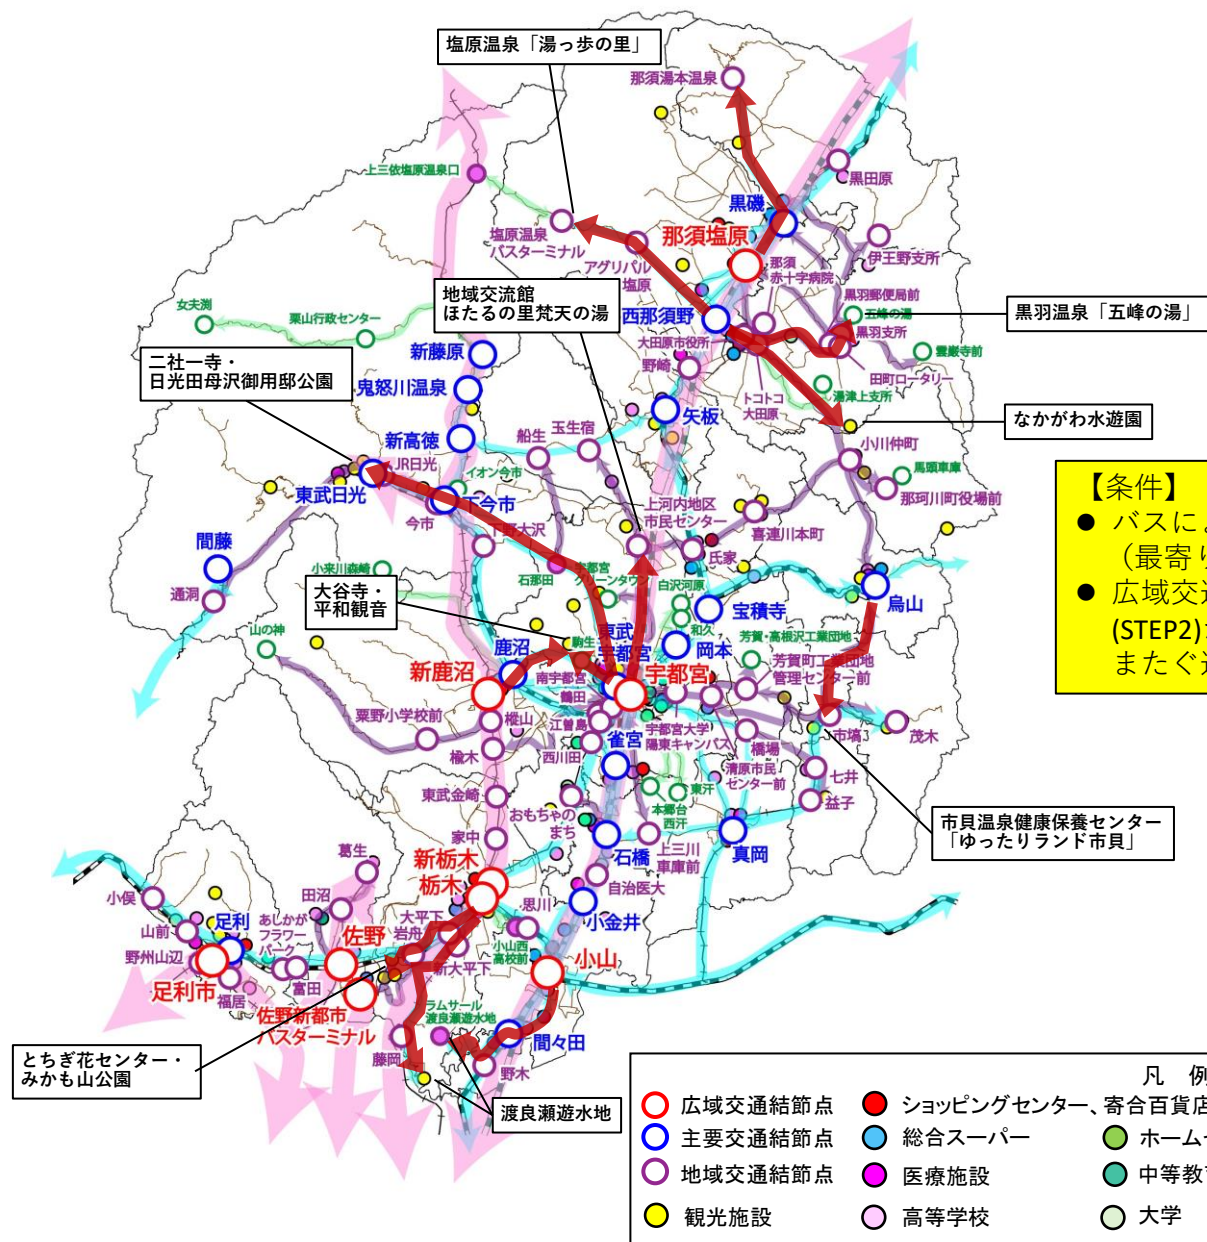 塩原温泉「湯っ歩の里」
那須湯本温泉
上三依塩原温泉口
黒田原
黒磯
塩原温泉
バスターミナル
那須塩原
アグリパル
塩原
那須
赤十字病院
伊王野支所
地域交流館
ほたるの里梵天の湯
黒羽郵便局前
五峰の湯
黒羽温泉「五峰の湯」
女夫渕
栗山行政センター
西那須野
大田原市役所
黒羽支所
雲巌寺前
二社一寺・
日光田母沢御用邸公園
新藤原
野崎
田町ロータリー
鬼怒川温泉
トコトコ
大田原
湯津上支所
矢板
なかがわ水遊園
新高徳
船生
玉生宿
小川仲町
JR日光
イオン今市
馬頭車庫
東武日光
下今市
上河内地区
市民センター
那珂川町役場前
今市
喜連川本町
下野大沢
間藤
小来川森崎
石那田
宇都宮
グリーンタウン
氏家
白沢河原
通洞
大谷寺・
平和観音
宝積寺
烏山
山の神
駒生
東武
宇都宮
和久
岡本
芳賀・高根沢工業団地
鹿沼
新鹿沼
南宇都宮
宇都宮
芳賀町工業団地
管理センター前
鶴田
粟野小学校前
樅山
江曽島
宇都宮大学
陽東キャンパス
市塙
茂木
楡木
西川田
雀宮
橋場
清原市民
センター前
七井
東武金崎
東汗
本郷台
西汗
益子
おもちゃの
まち
家中
石橋
上三川
車庫前
真岡
市貝温泉健康保養センター
「ゆったりランド市貝」
新栃木
栃木
自治医大
葛生
小俣
田沼
大平下
思川
小金井
山前
足利
あしかが
フラワー
パーク
佐野
岩舟
小山西
高校前
野州山辺
新大平下
小山
足利市
福居
富田
佐野新都市
バスターミナル
ラムサール
渡良瀬遊水地
とちぎ花センター・
みかも山公園
藤岡
間々田
野木
渡良瀬遊水地
【条件】
● バスによ
（最寄り
● 広域交通
(STEP2)
またぐ
凡 例
広域交通結節点
ショッピングセンター、寄合百貨店
主要交通結節点
総合スーパー
ホーム
地域交通結節点
医療施設
中等教
観光施設
高等学校
大学